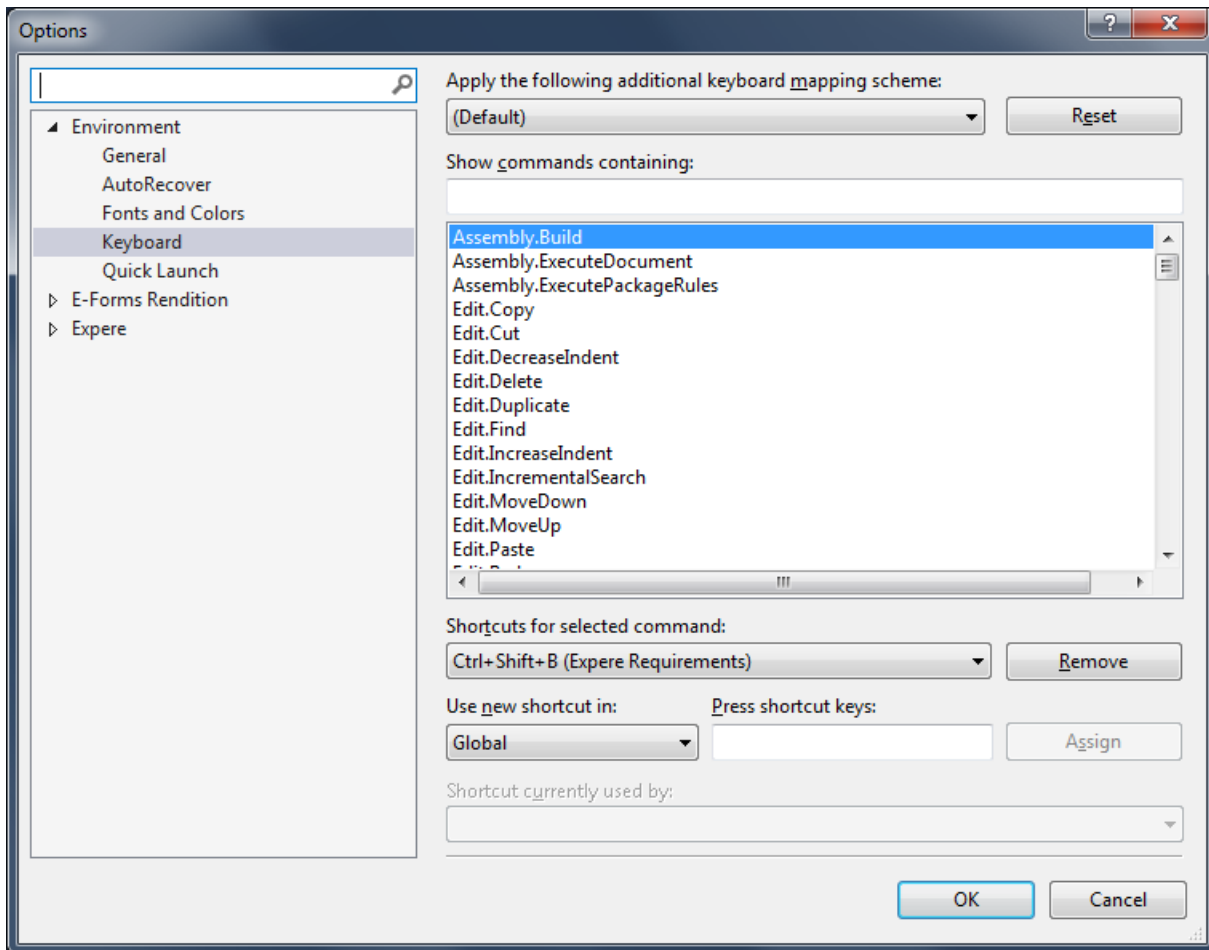 Options
Environment
General
AutoRecover
Fonts and Colors
Keyboard
Quick Launch
E-Forms Rendition
Expere
Apply the following additional keyboard mapping scheme:
(Default)
Reset
Show commands containing:
Assembly.Build
Assembly.ExecuteDocument
Assembly.ExecutePackageRules
Edit.Copy
Edit.Cut
Edit.DecreaseIndent
Edit.Delete
Edit.Duplicate
Edit.Find
Edit.IncreaseIndent
Edit.IncrementalSearch
Edit.MoveDown
Edit.MoveUp
Edit.Paste
Shortcuts for selected command:
Ctrl+Shift+B (Expere Requirements)
Remove
Use new shortcut in:
Press shortcut keys:
Global
Assign
Shortcut currently used by:
OK
Cancel